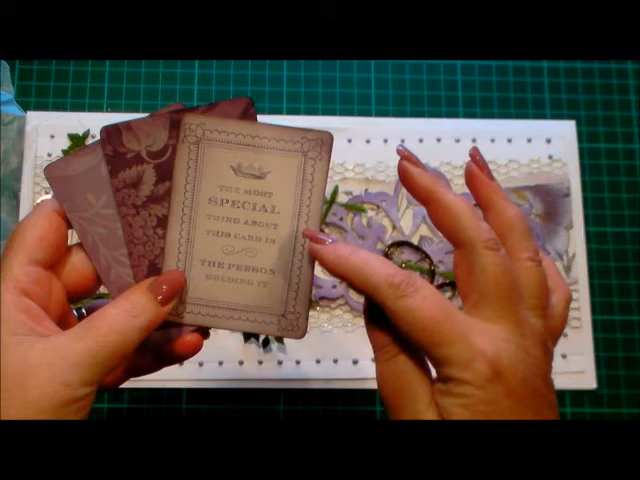 THE MOST
SPECIAL
THING ABOUT
THIS CARD IS
THE PERSON
HOLDING IT